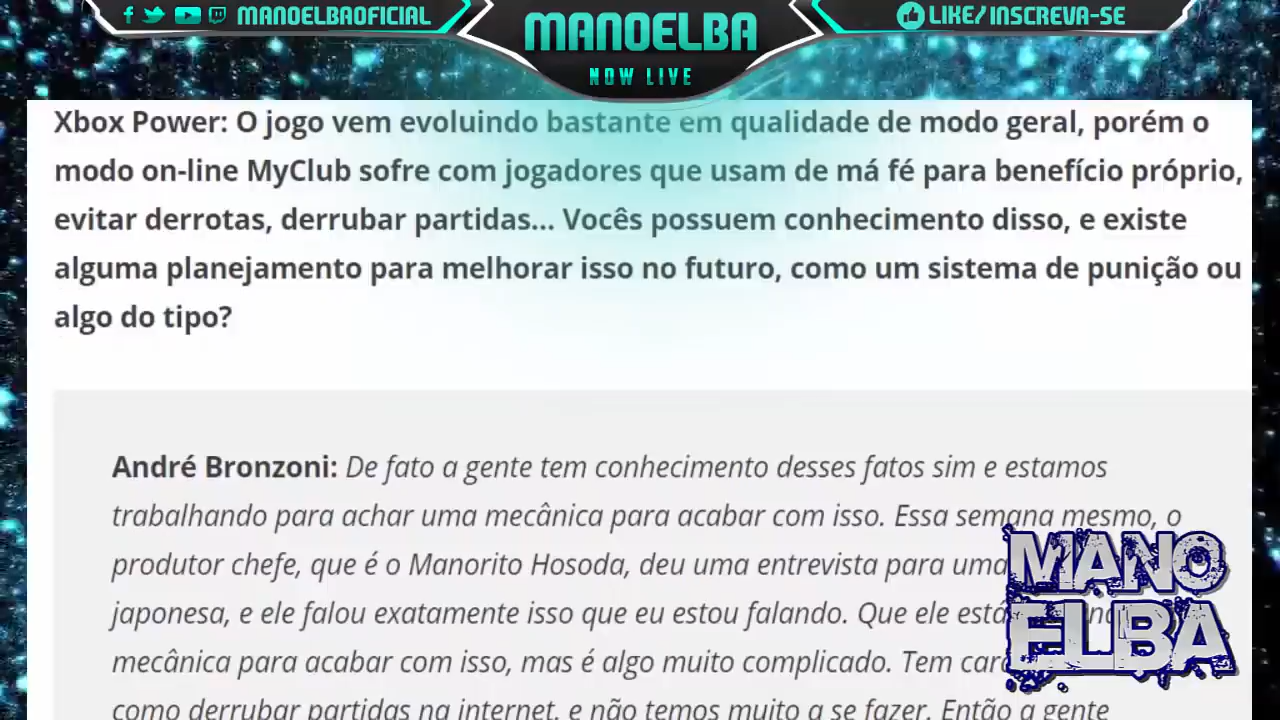 MANOELBAOFICIAL
MANOELBA
NOW LIVE
LIKE/INSCREVA-SE
Xbox Power: O jogo vem evoluindo bastante em qualidade de modo geral, porém o
modo on-line MyClub sofre com jogadores que usam de má fé para benefício próprio,
evitar derrotas, derrubar partidas... Vocês possuem conhecimento disso, e existe
alguma planejamento para melhorar isso no futuro, como um sistema de punição ou
algo do tipo?
André Bronzoni: De fato a gente tem conhecimento desses fatos sim e estamos
trabalhando para achar uma mecânica para acabar com isso. Essa semana mesmo, o
produtor chefe, que é o Manorito Hosoda, deu uma entrevista para uma
japonesa, e ele falou exatamente isso que eu estou falando. Que ele está
mecânica para acabar com isso, mas é algo muito complicado. Tem
como derrubar partidas na internet, e não temos muito a se fazer. Então a gente
MANO
ELBA